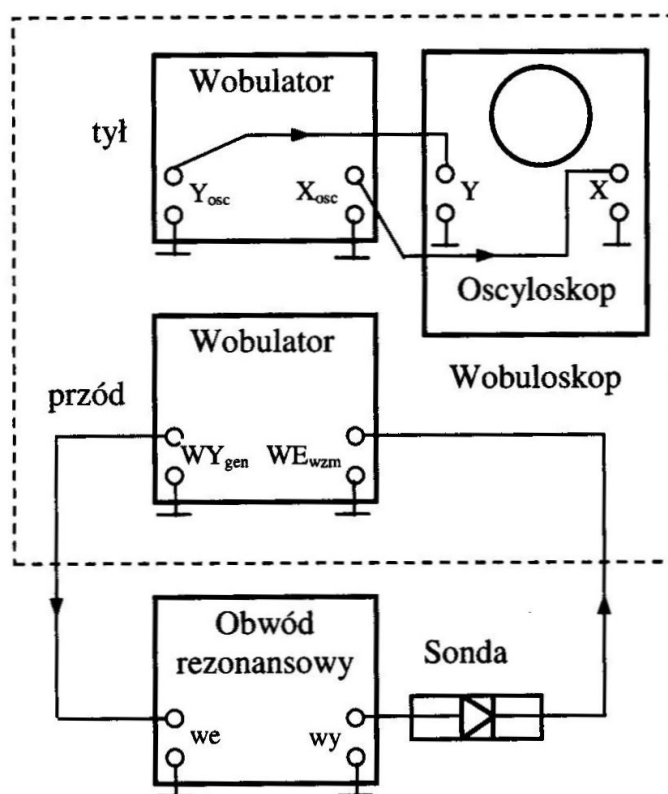 Wobulator
tył
Y_osc X_osc Y X
Oscyloskop
Wobulator
Wobuloskop
przód
WY_gen WE_wzm
Obwód
rezonansowy
Sonda
we wy